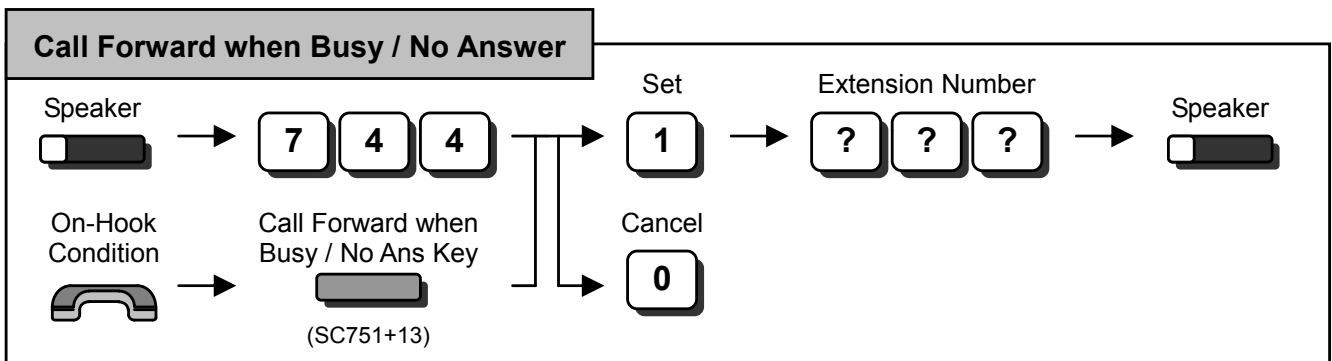 Call Forward when Busy / No Answer
Speaker
7 4 4
Set
1
Extension Number
? ? ?
Speaker
On-Hook
Condition
Call Forward when
Busy / No Ans Key
(SC751+13)
Cancel
0